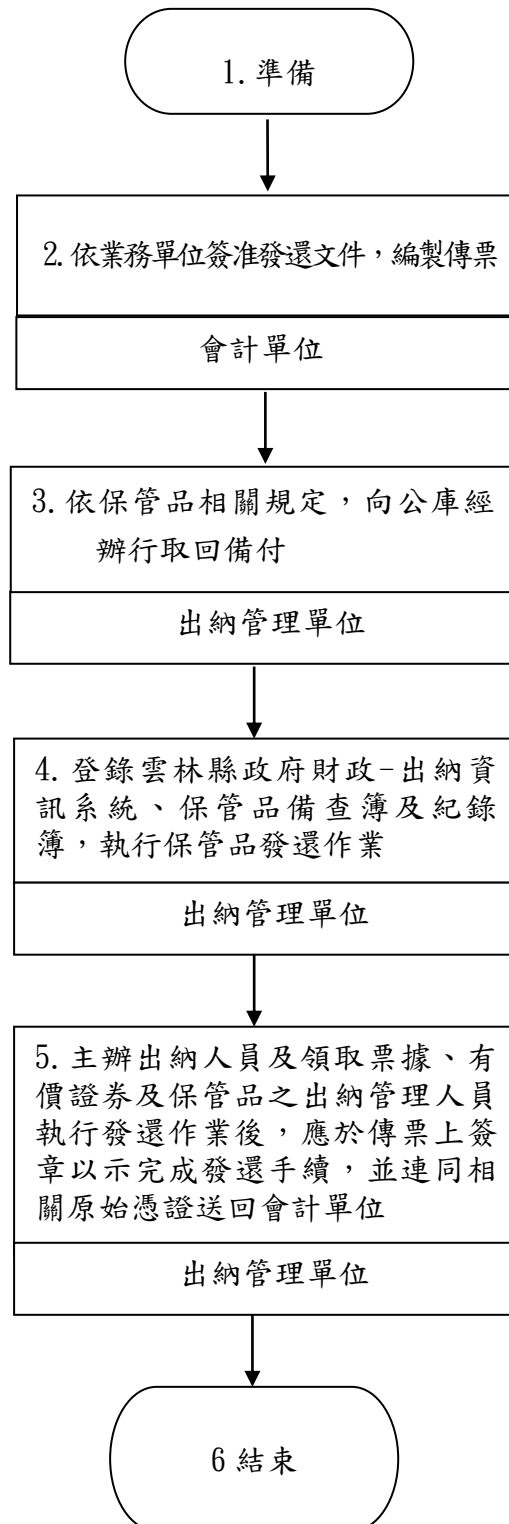 1.準備
2.依業務單位簽准發還文件，編製傳票
會計單位
3.依保管品相關規定，向公庫經
辦行取回備付
出納管理單位
4.登錄雲林縣政府財政-出納資
訊系統、保管品備查簿及紀錄
簿，執行保管品發還作業
出納管理單位
5.主辦出納人員及領取票據、有
價證券及保管品之出納管理人員
執行發還作業後，應於傳票上簽
章以示完成發還手續，並連同相
關原始憑證送回會計單位
出納管理單位
6 結束